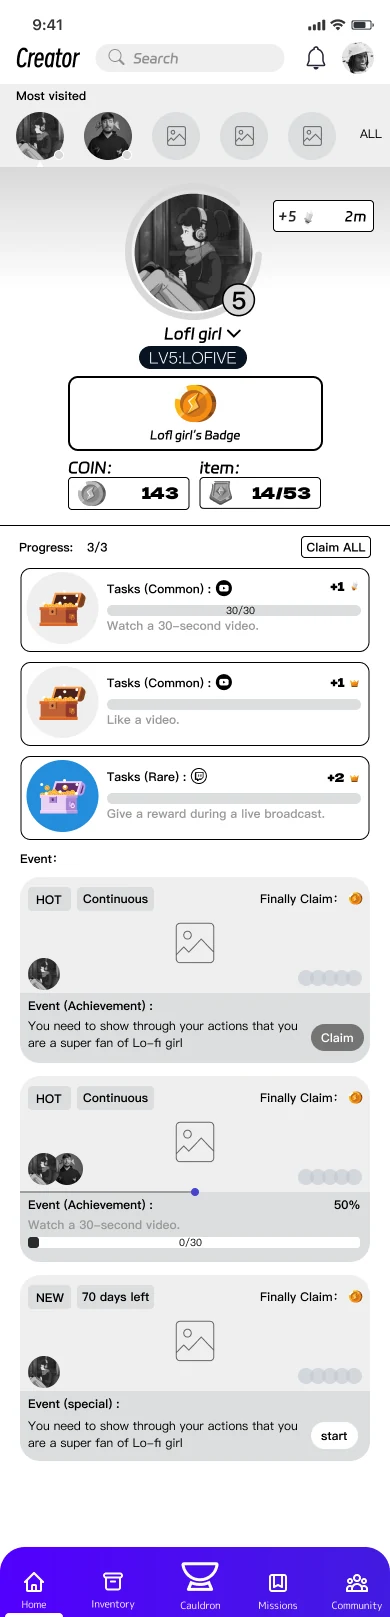 9:41
Creator
Search
Most visited
ALL
+5 2m
5
LofI girl
LV5:LOFIVE
LofI girl's Badge
COIN: item:
143 14/53
Progress: 3/3 Claim ALL
Tasks (Common) : +1
30/30
Watch a 30-second video.
Tasks (Common) : +1
Like a video.
Tasks (Rare) : +2
Give a reward during a live broadcast.
Event:
HOT Continuous Finally Claim:
Event (Achievement) :
You need to show through your actions that you
are a super fan of Lo-fi girl
Claim
HOT Continuous Finally Claim:
Event (Achievement) : 50%
Watch a 30-second video.
0/30
NEW 70 days left Finally Claim:
Event (special) :
You need to show through your actions that you
are a super fan of Lo-fi girl
start
Home Inventory Cauldron Missions Community